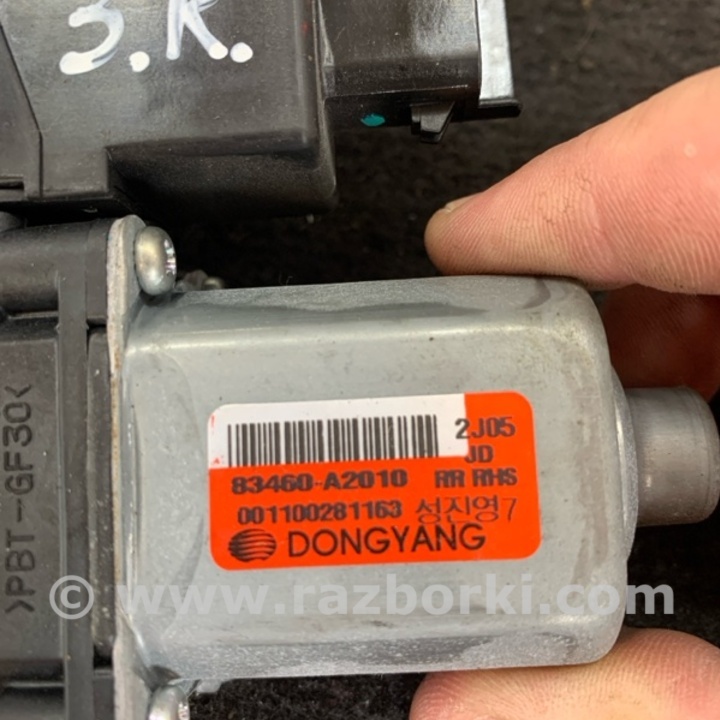 3.R.
2J05
JD
83460-A2010 RR RHS
001100281163 성진영7
DONGYANG
>PBT-GF30<
© www.razborki.com